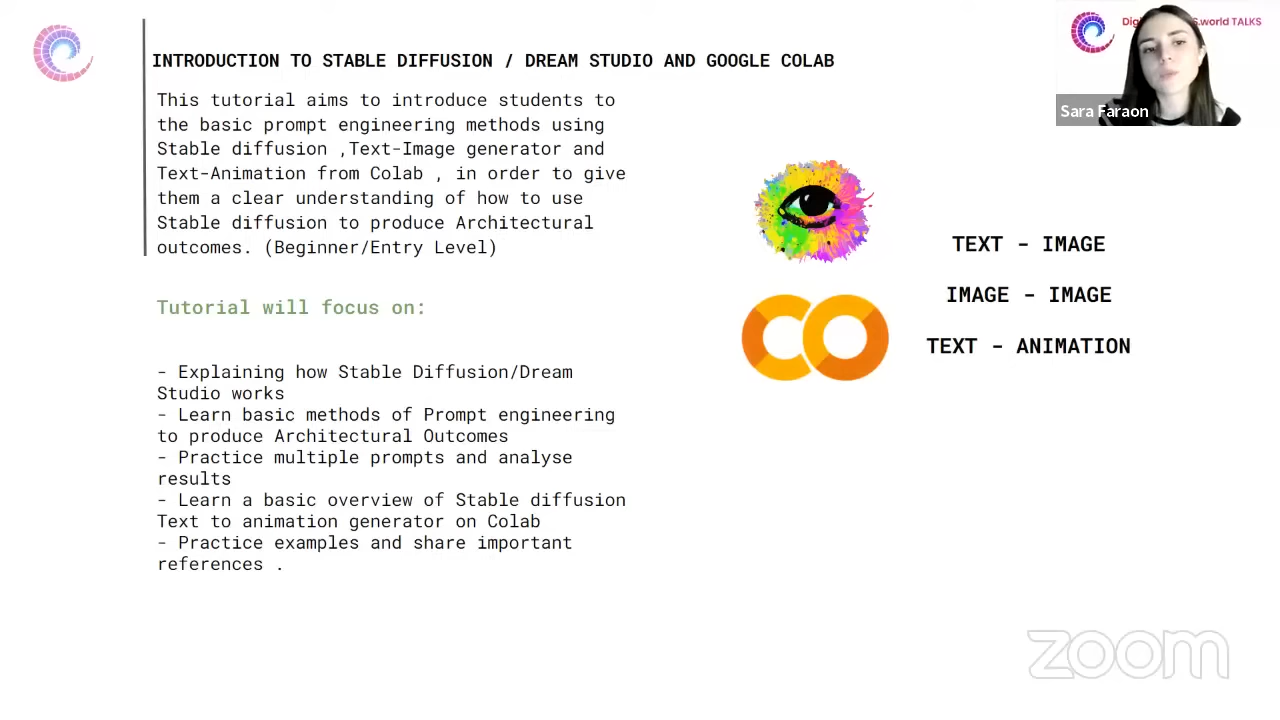 INTRODUCTION TO STABLE DIFFUSION / DREAM STUDIO AND GOOGLE COLAB
This tutorial aims to introduce students to
the basic prompt engineering methods using
Stable diffusion ,Text-Image generator and
Text-Animation from Colab , in order to give
them a clear understanding of how to use
Stable diffusion to produce Architectural
outcomes. (Beginner/Entry Level)
Tutorial will focus on:
- Explaining how Stable Diffusion/Dream
Studio works
- Learn basic methods of Prompt engineering
to produce Architectural Outcomes
- Practice multiple prompts and analyse
results
- Learn a basic overview of Stable diffusion
Text to animation generator on Colab
- Practice examples and share important
references .
TEXT - IMAGE
IMAGE - IMAGE
TEXT - ANIMATION
.world TALKS
Sara Faraon
zoom